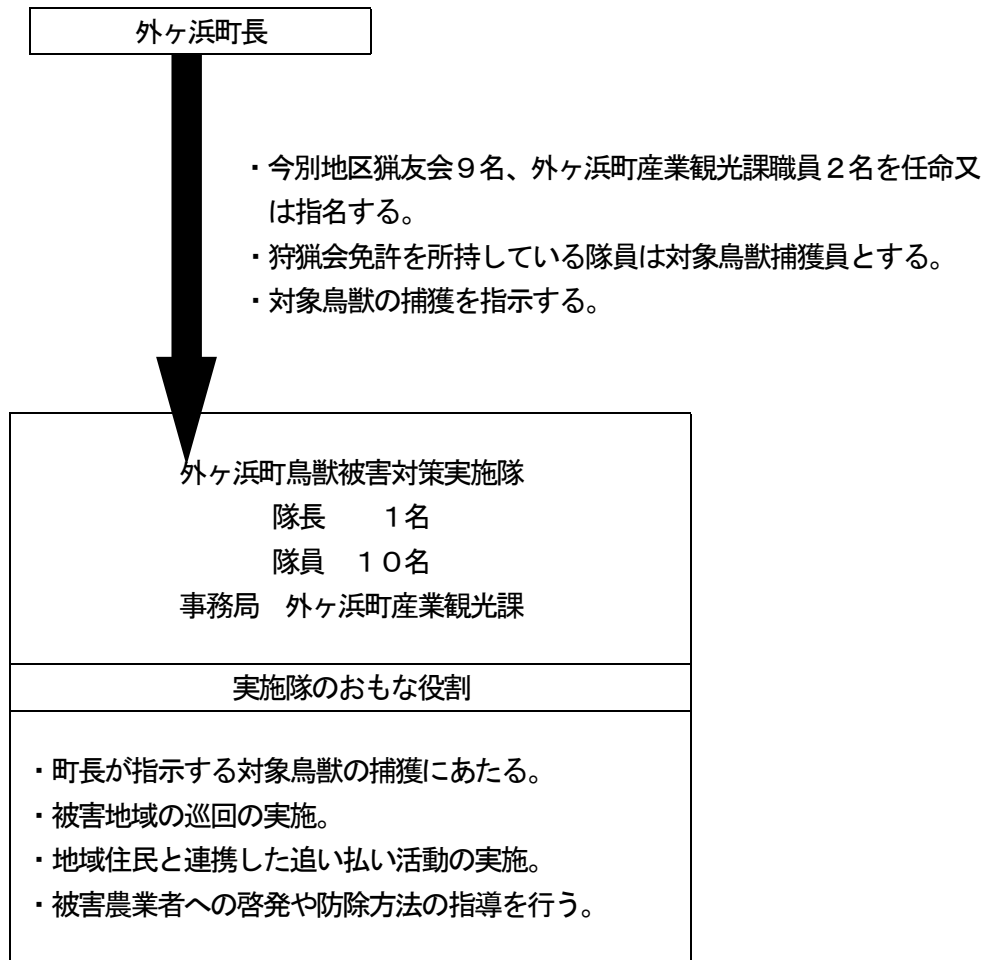 外ヶ浜町長
・今別地区猟友会９名、外ヶ浜町産業観光課職員２名を任命又
は指名する。
・狩猟会免許を所持している隊員は対象鳥獣捕獲員とする。
・対象鳥獣の捕獲を指示する。
外ヶ浜町鳥獣被害対策実施隊
隊長　　１名
隊員　１０名
事務局　外ヶ浜町産業観光課
実施隊のおもな役割
・町長が指示する対象鳥獣の捕獲にあたる。
・被害地域の巡回の実施。
・地域住民と連携した追い払い活動の実施。
・被害農業者への啓発や防除方法の指導を行う。